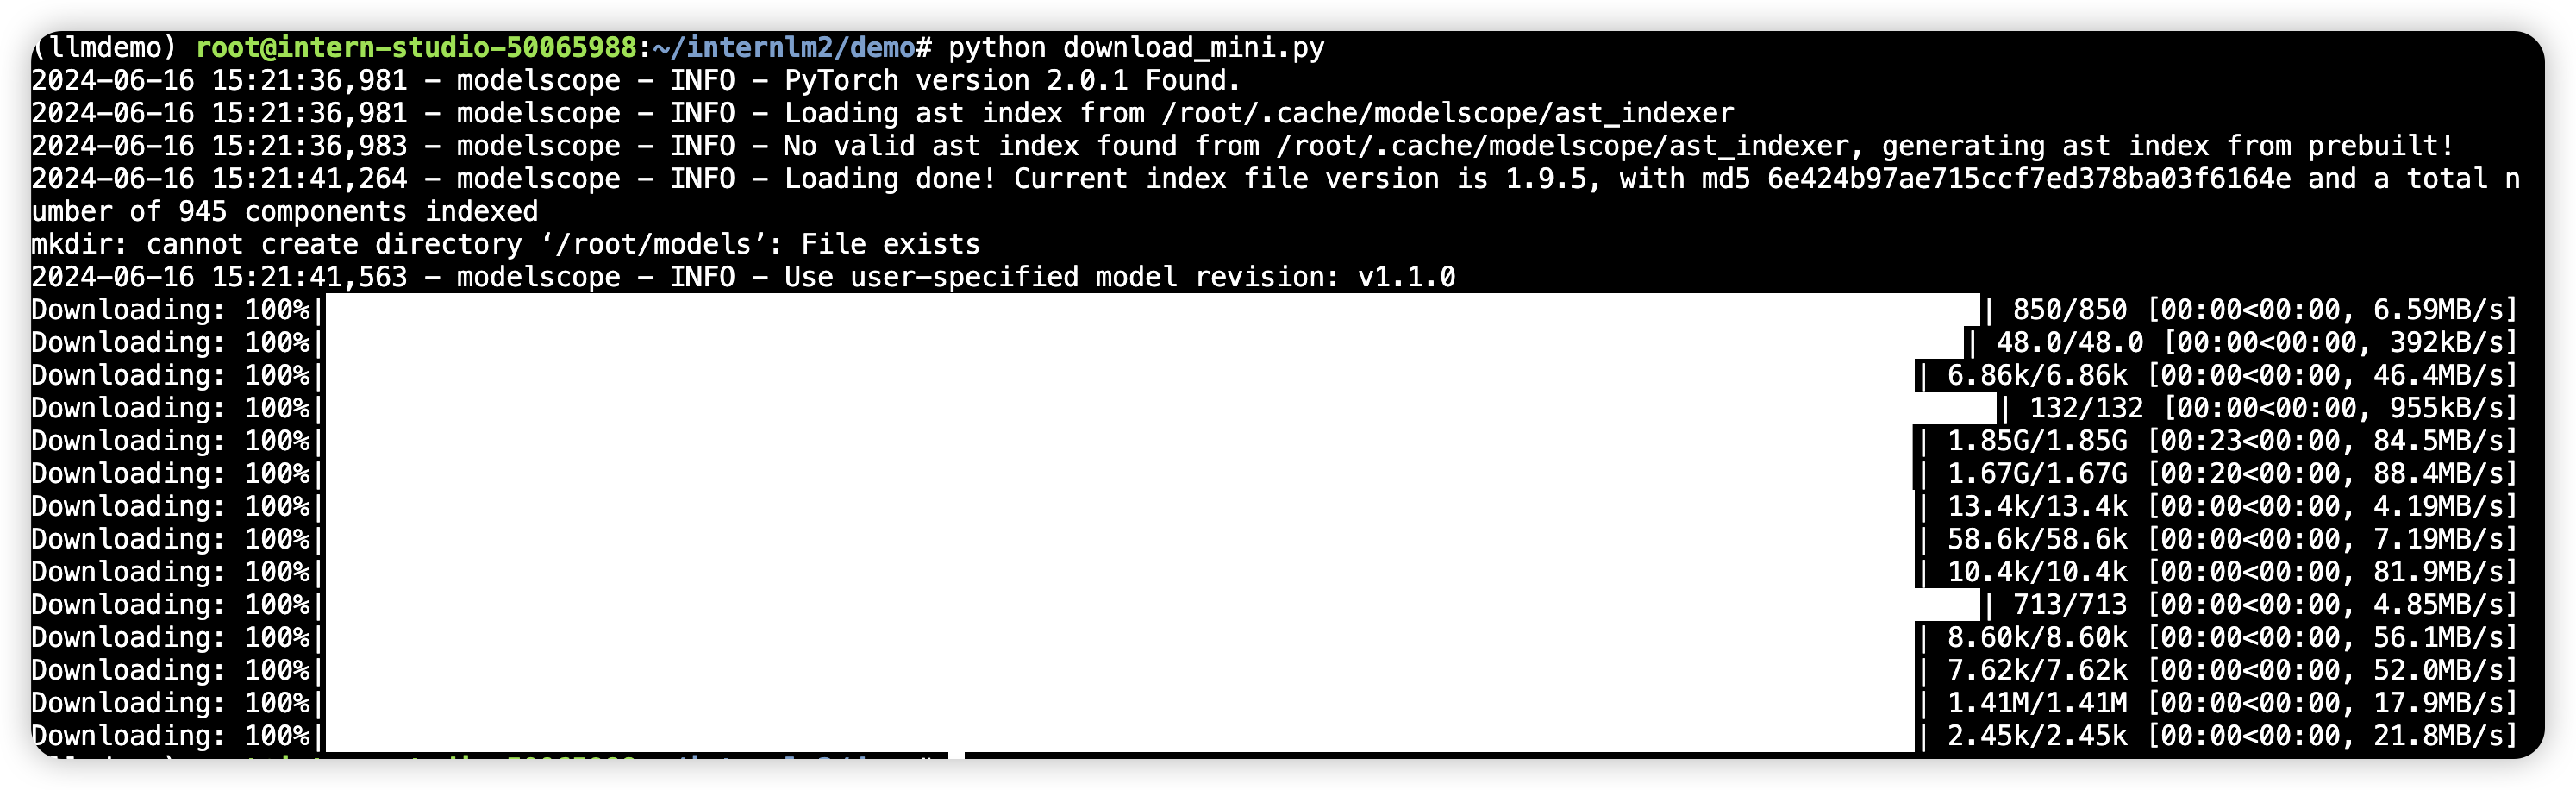 (llmdemo) root@intern-studio-50065988:~/internlm2/demo# python download_mini.py
2024-06-16 15:21:36,981 - modelscope - INFO - PyTorch version 2.0.1 Found.
2024-06-16 15:21:36,981 - modelscope - INFO - Loading ast index from /root/.cache/modelscope/ast_indexer
2024-06-16 15:21:36,983 - modelscope - INFO - No valid ast index found from /root/.cache/modelscope/ast_indexer, generating ast index from prebuilt!
2024-06-16 15:21:41,264 - modelscope - INFO - Loading done! Current index file version is 1.9.5, with md5 6e424b97ae715ccf7ed378ba03f6164e and a total n
umber of 945 components indexed
mkdir: cannot create directory ‘/root/models’: File exists
2024-06-16 15:21:41,563 - modelscope - INFO - Use user-specified model revision: v1.1.0
Downloading: 100%| | 850/850 [00:00<00:00, 6.59MB/s]
Downloading: 100%| | 48.0/48.0 [00:00<00:00, 392kB/s]
Downloading: 100%| | 6.86k/6.86k [00:00<00:00, 46.4MB/s]
Downloading: 100%| | 132/132 [00:00<00:00, 955kB/s]
Downloading: 100%| | 1.85G/1.85G [00:23<00:00, 84.5MB/s]
Downloading: 100%| | 1.67G/1.67G [00:20<00:00, 88.4MB/s]
Downloading: 100%| | 13.4k/13.4k [00:00<00:00, 4.19MB/s]
Downloading: 100%| | 58.6k/58.6k [00:00<00:00, 7.19MB/s]
Downloading: 100%| | 10.4k/10.4k [00:00<00:00, 81.9MB/s]
Downloading: 100%| | 713/713 [00:00<00:00, 4.85MB/s]
Downloading: 100%| | 8.60k/8.60k [00:00<00:00, 56.1MB/s]
Downloading: 100%| | 7.62k/7.62k [00:00<00:00, 52.0MB/s]
Downloading: 100%| | 1.41M/1.41M [00:00<00:00, 17.9MB/s]
Downloading: 100%| | 2.45k/2.45k [00:00<00:00, 21.8MB/s]